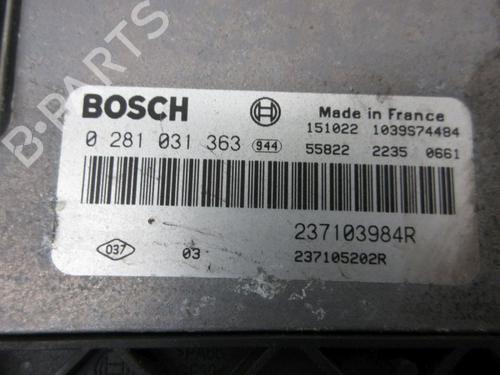 B-PARTS
BOSCH
Made in France
151022 1039S74484
0 281 031 363 944
55822 2235 0661
237103984R
037 03 237105202R